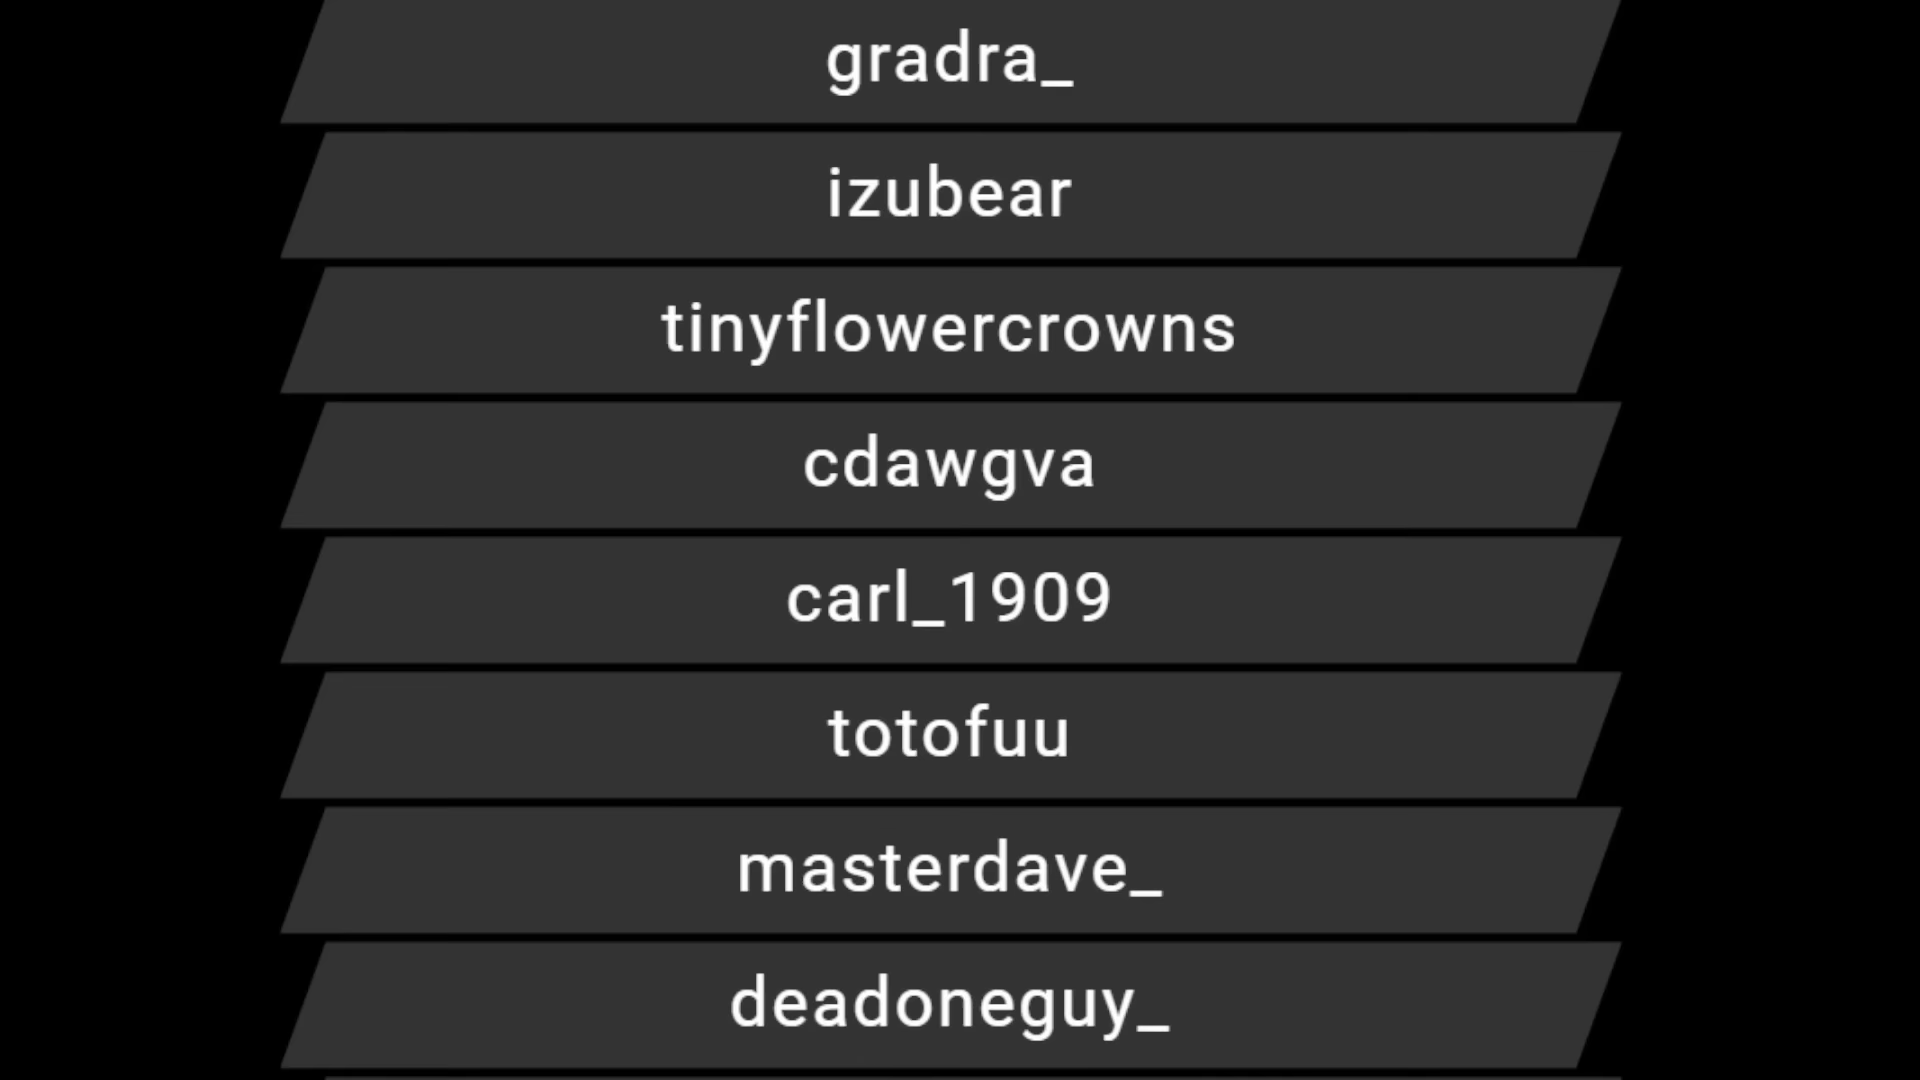 gradra_
izubear
tinyflowercrowns
cdawgva
carl_1909
totofuu
masterdave_
deadoneguy_